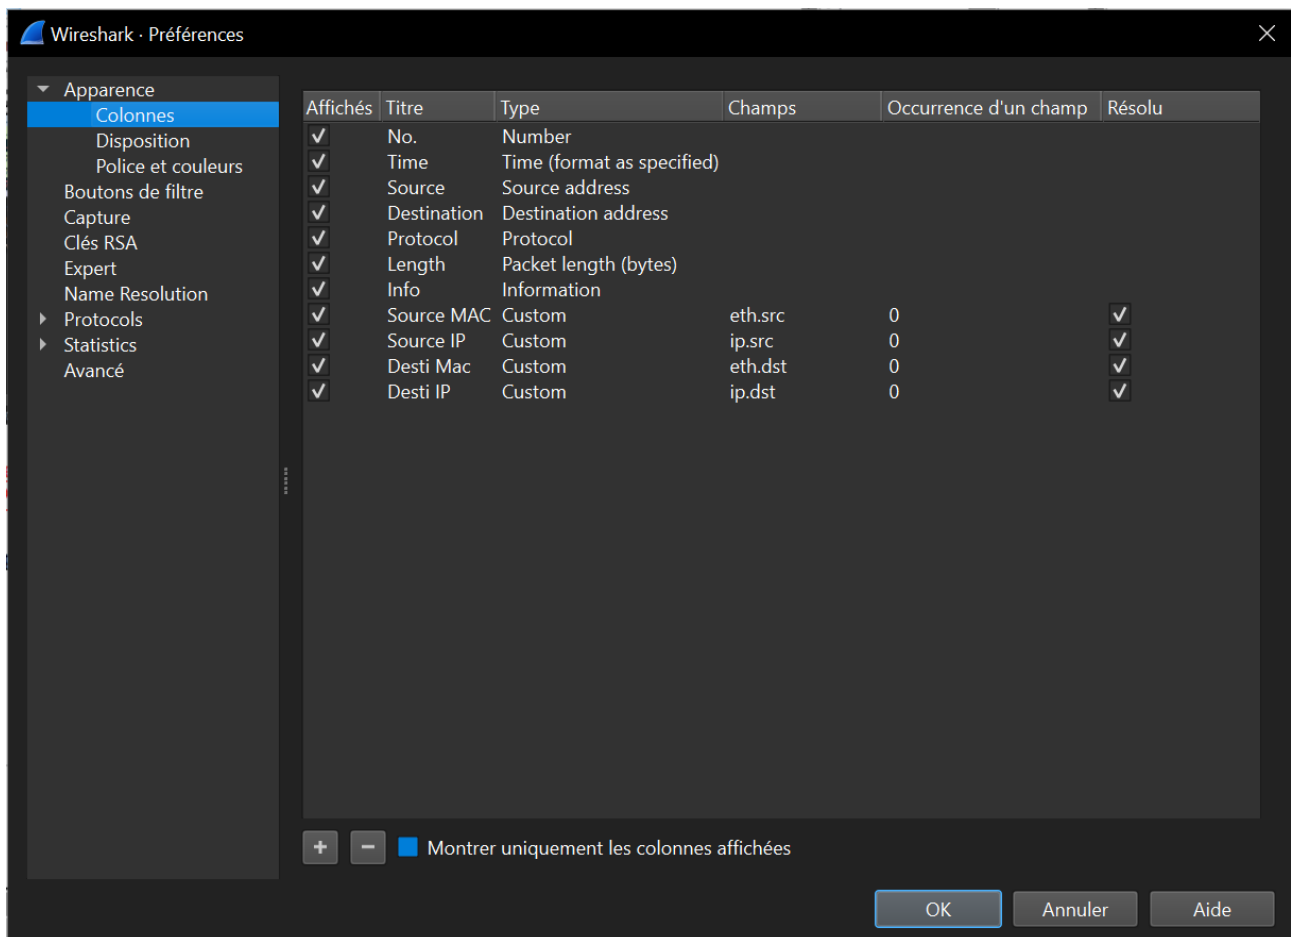 Wireshark · Préférences
Apparence
Colonnes
Disposition
Police et couleurs
Boutons de filtre
Capture
Clés RSA
Expert
Name Resolution
Protocols
Statistics
Avancé
Affichés Titre Type Champs Occurrence d'un champ Résolu
No. Number
Time Time (format as specified)
Source Source address
Destination Destination address
Protocol Protocol
Length Packet length (bytes)
Info Information
Source MAC Custom eth.src 0
Source IP Custom ip.src 0
Desti Mac Custom eth.dst 0
Desti IP Custom ip.dst 0
Montrer uniquement les colonnes affichées
OK Annuler Aide